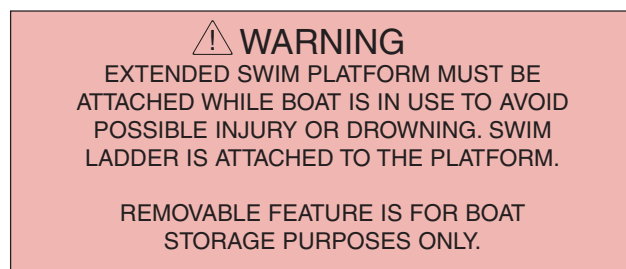 ⚠ WARNING
EXTENDED SWIM PLATFORM MUST BE
ATTACHED WHILE BOAT IS IN USE TO AVOID
POSSIBLE INJURY OR DROWNING. SWIM
LADDER IS ATTACHED TO THE PLATFORM.
REMOVABLE FEATURE IS FOR BOAT
STORAGE PURPOSES ONLY.